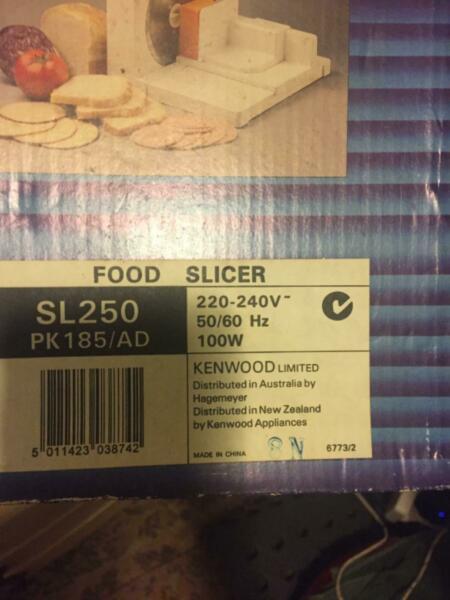 FOOD SLICER
SL250
PK185/AD
220-240V~
50/60 Hz
100W
KENWOOD LIMITED
Distributed in Australia by
Hagemeyer
Distributed in New Zealand
by Kenwood Appliances
MADE IN CHINA
8N
6773/2
5 011423 038742